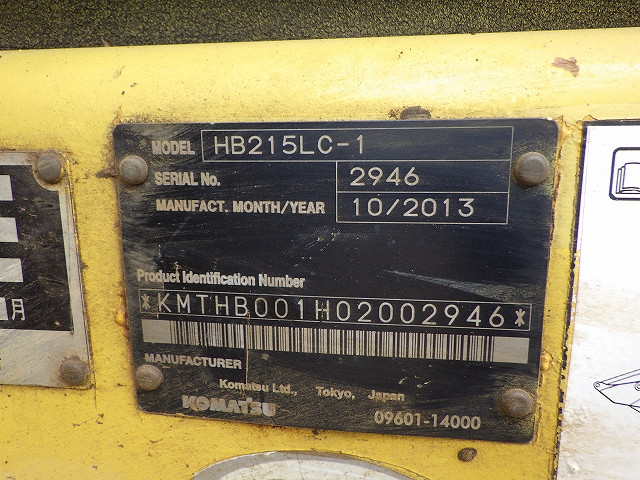 MODEL HB215LC-1
SERIAL No. 2946
MANUFACT. MONTH/YEAR 10/2013
Product Identification Number
*KMTHB001H02002946*
MANUFACTURER
Komatsu Ltd., Tokyo, Japan
KOMATSU
09601-14000
月